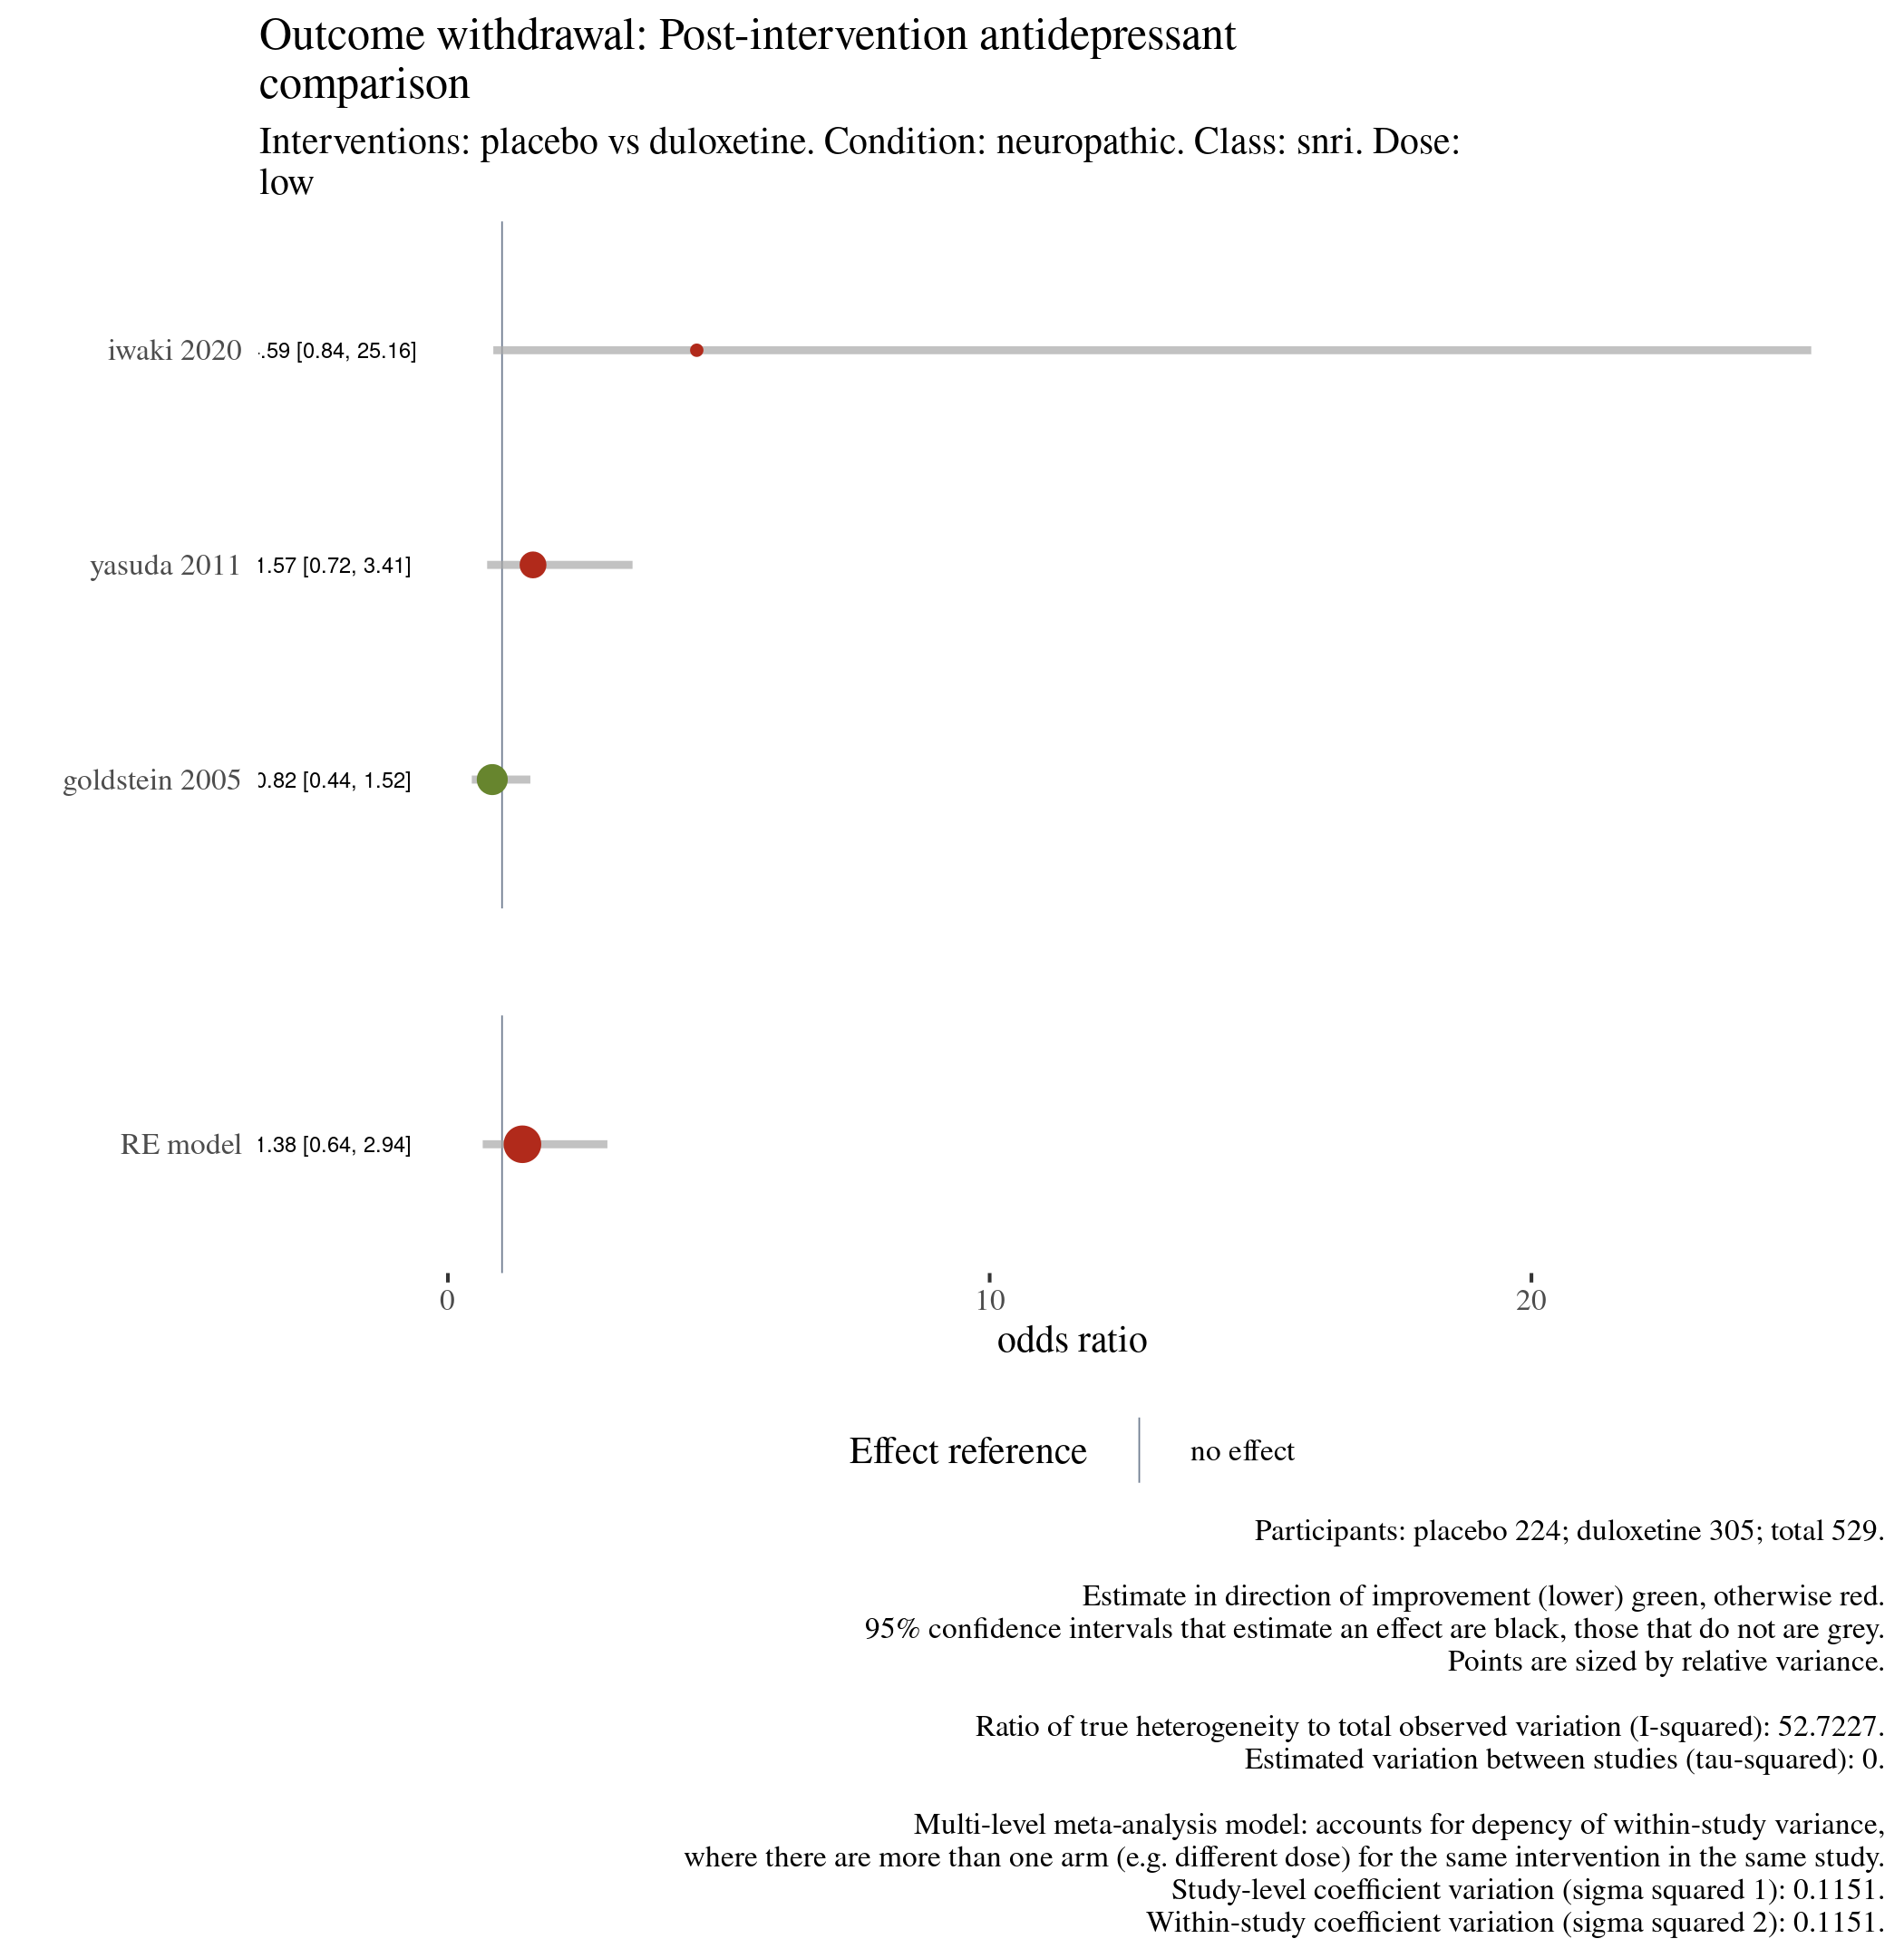 Outcome withdrawal: Post-intervention antidepressant
comparison
Interventions: placebo vs duloxetine. Condition: neuropathic. Class: snri. Dose:
low
iwaki 2020 .59 [0.84, 25.16]
yasuda 2011 1.57 [0.72, 3.41]
goldstein 2005 0.82 [0.44, 1.52]
RE model 1.38 [0.64, 2.94]
0 10 20
odds ratio
Effect reference no effect
Participants: placebo 224; duloxetine 305; total 529.
Estimate in direction of improvement (lower) green, otherwise red.
95% confidence intervals that estimate an effect are black, those that do not are grey.
Points are sized by relative variance.
Ratio of true heterogeneity to total observed variation (I-squared): 52.7227.
Estimated variation between studies (tau-squared): 0.
Multi-level meta-analysis model: accounts for depency of within-study variance,
where there are more than one arm (e.g. different dose) for the same intervention in the same study.
Study-level coefficient variation (sigma squared 1): 0.1151.
Within-study coefficient variation (sigma squared 2): 0.1151.